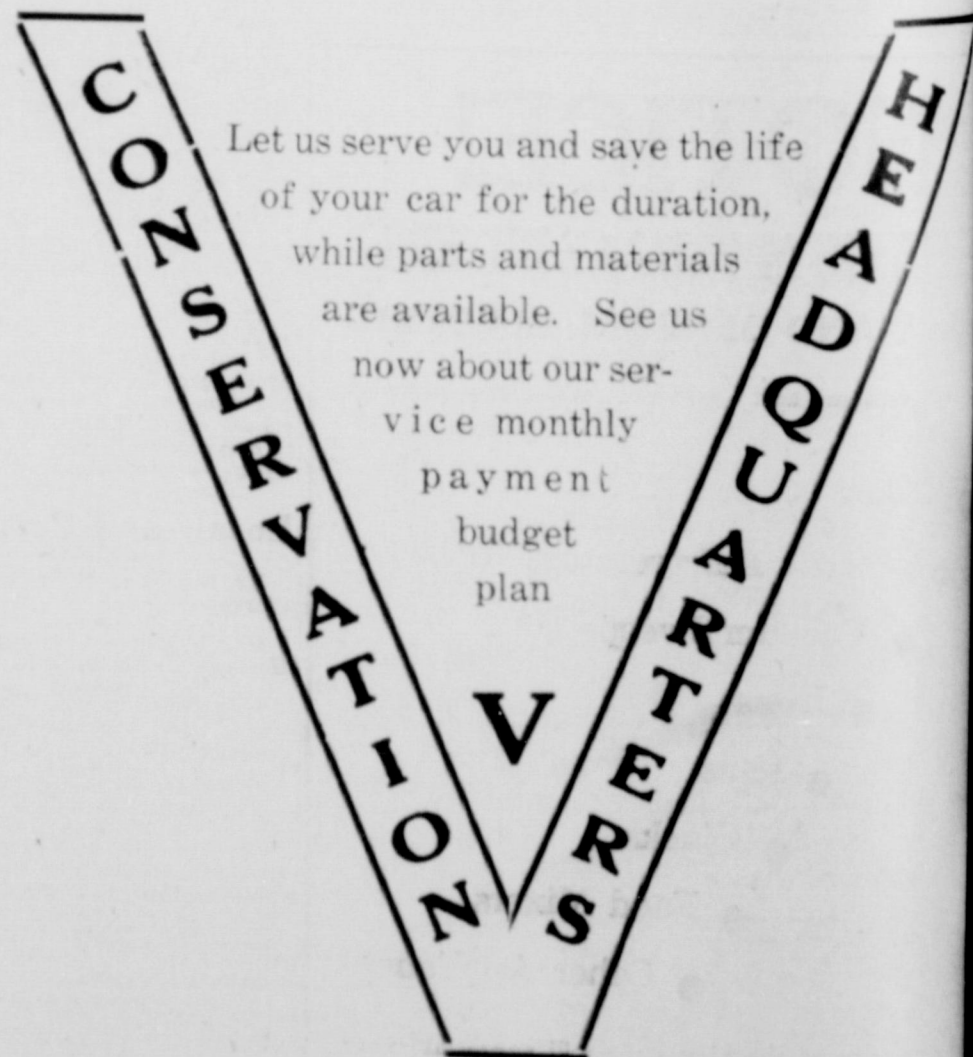 CONSERVATION
HEADQUARTERS
Let us serve you and save the life
of your car for the duration,
while parts and materials
are available. See us
now about our ser-
vice monthly
payment
budget
plan
V